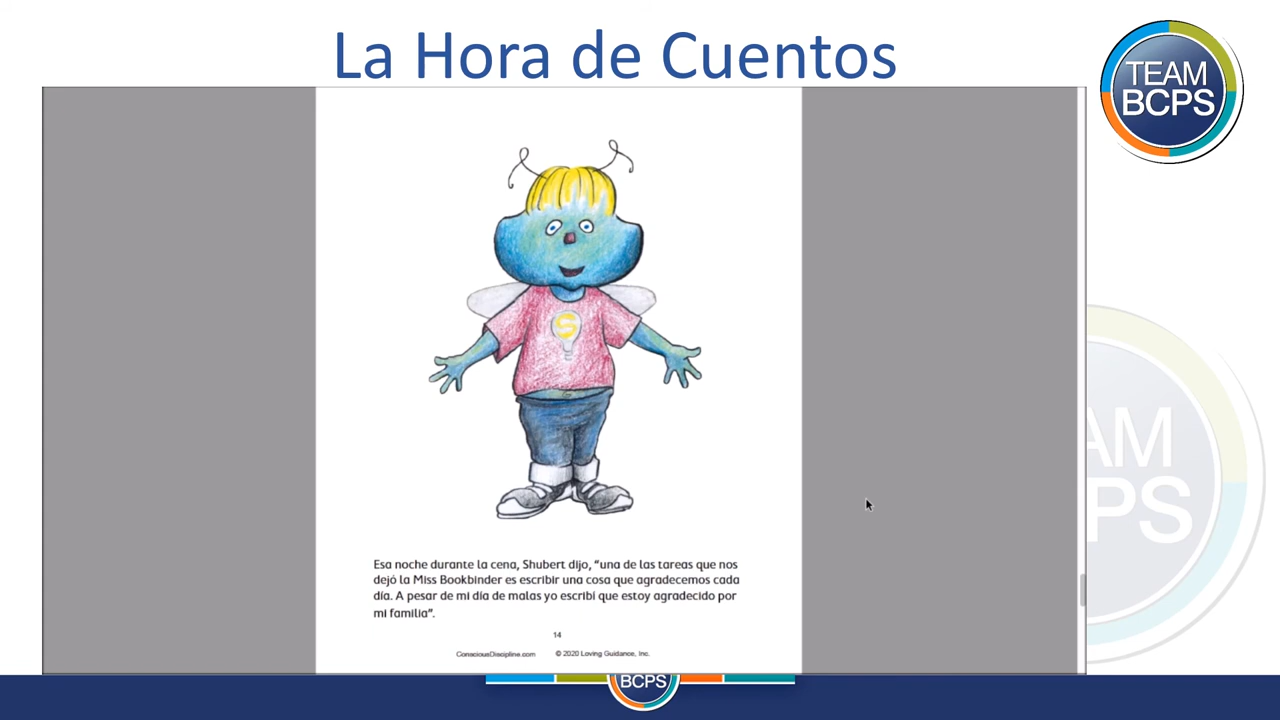 La Hora de Cuentos
TEAM
BCPS
S
Esa noche durante la cena, Shubert dijo, “una de las tareas que nos
dejó la Miss Bookbinder es escribir una cosa que agradecemos cada
día. A pesar de mi día de malas yo escribí que estoy agradecido por
mi familia”.
14
ConsciousDiscipline.com © 2020 Loving Guidance, Inc.
AM
PS
BCPS